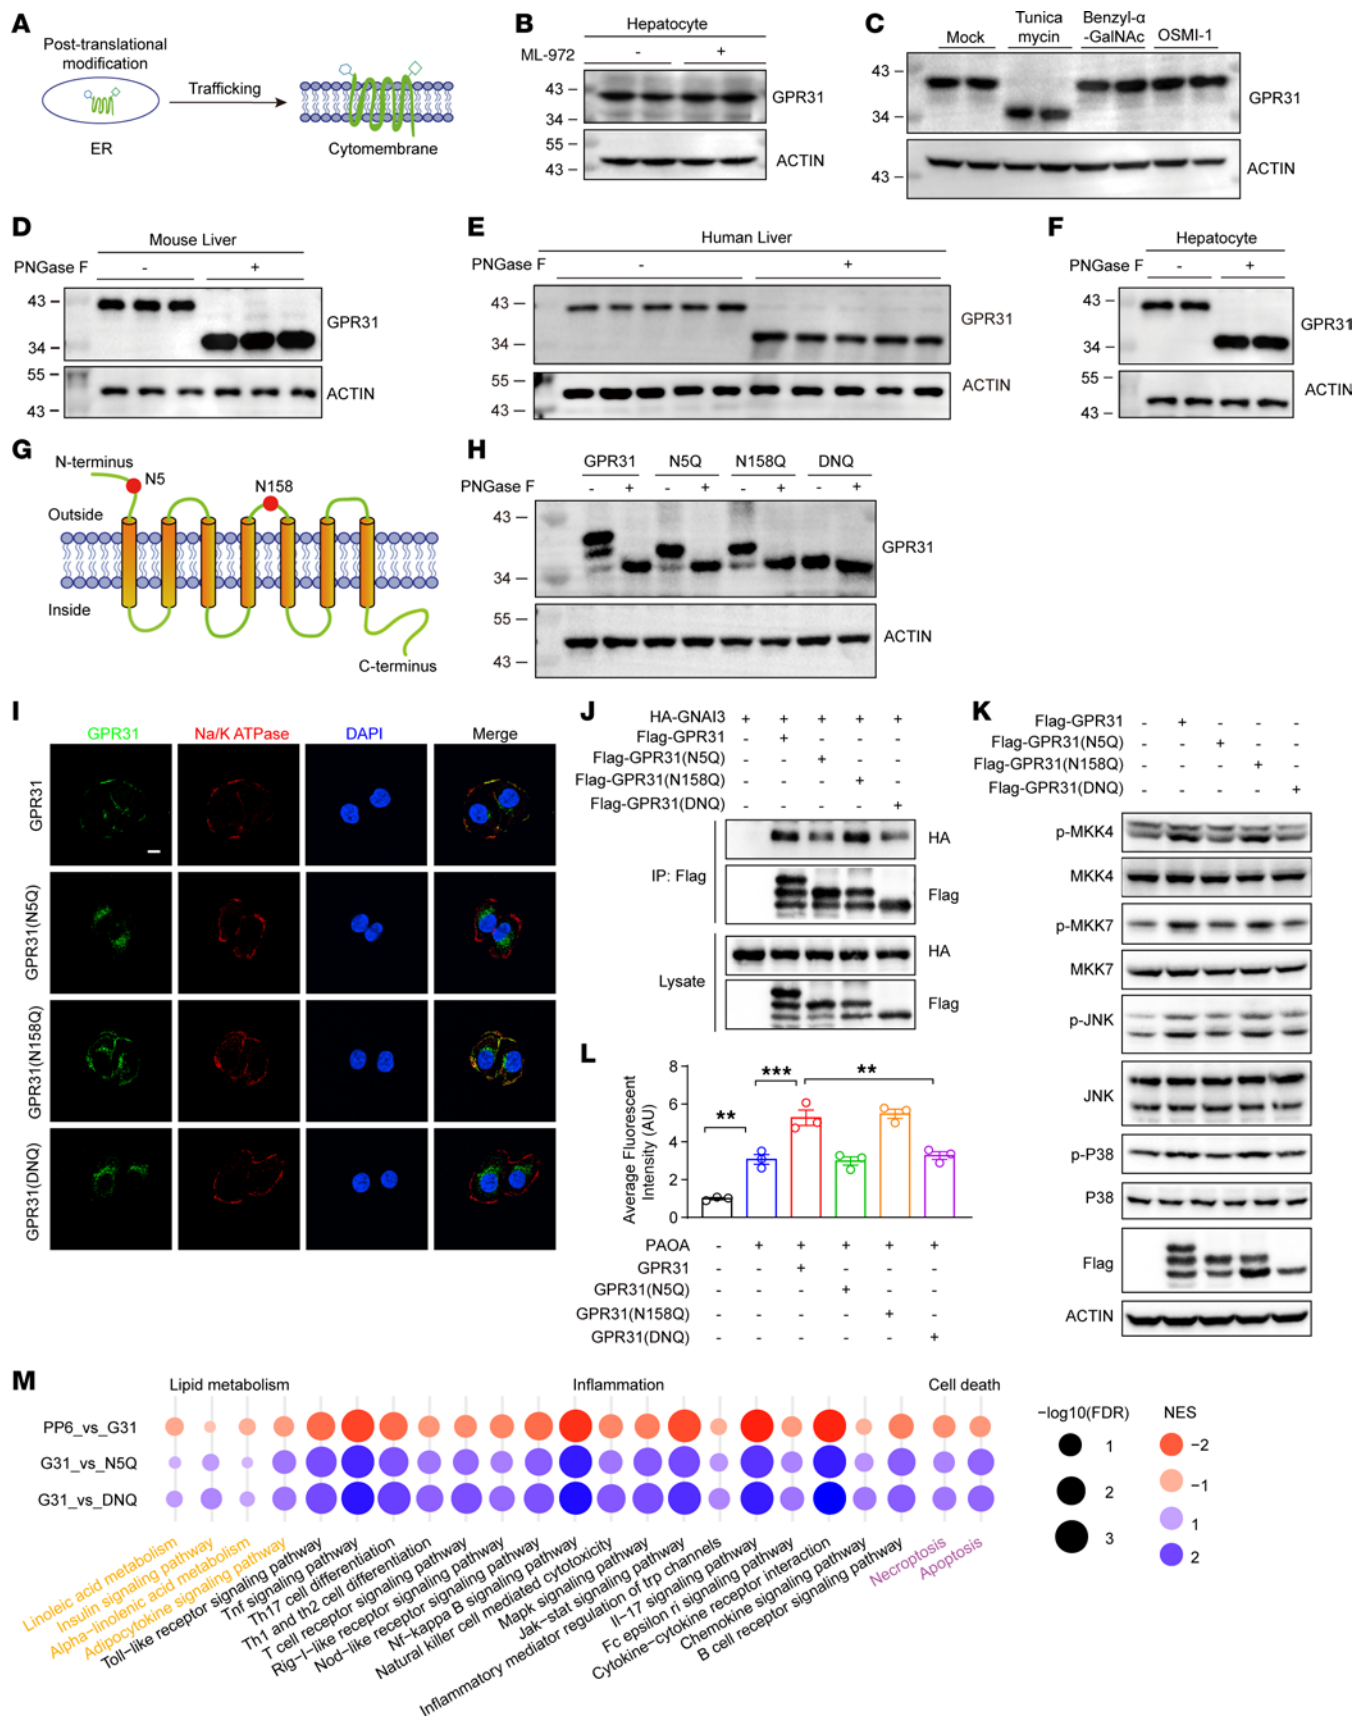 A
Post-translational
modification
Trafficking
ER
Cytomembrane
B
Hepatocyte
ML-972 - +
43
34
GPR31
55
43
ACTIN
C
Mock
Tunica
mycin
Benzyl-α
-GalNAc
OSMI-1
43
34
GPR31
43
ACTIN
D
Mouse Liver
PNGase F - +
43
34
GPR31
55
43
ACTIN
E
Human Liver
PNGase F - +
43
34
GPR31
55
43
ACTIN
F
Hepatocyte
PNGase F - +
43
34
GPR31
55
43
ACTIN
G
N-terminus
N5
N158
Outside
Inside
C-terminus
H
GPR31 N5Q N158Q DNQ
PNGase F - + - + - + - +
43
34
GPR31
55
43
ACTIN
I
GPR31 Na/K ATPase DAPI Merge
GPR31
GPR31(N5Q)
GPR31(N158Q)
GPR31(DNQ)
J
HA-GNAI3 + + + + +
Flag-GPR31 - + - - -
Flag-GPR31(N5Q) - - + - -
Flag-GPR31(N158Q) - - - + -
Flag-GPR31(DNQ) - - - - +
IP: Flag
HA
Flag
Lysate
HA
Flag
K
Flag-GPR31 - + - - -
Flag-GPR31(N5Q) - - + - -
Flag-GPR31(N158Q) - - - + -
Flag-GPR31(DNQ) - - - - +
p-MKK4
MKK4
p-MKK7
MKK7
p-JNK
JNK
p-P38
P38
Flag
ACTIN
L
Average Fluorescent
Intensity (AU)
8
6
4
2
0
** *** **
PAOA - + + + + +
GPR31 - - + - - -
GPR31(N5Q) - - - + - -
GPR31(N158Q) - - - - + -
GPR31(DNQ) - - - - - +
M
Lipid metabolism Inflammation Cell death
PP6_vs_G31
G31_vs_N5Q
G31_vs_DNQ
Linoleic acid metabolism
Insulin signaling pathway
Alpha-linolenic acid metabolism
Adipocytokine signaling pathway
Toll-like receptor signaling pathway
Tnf signaling pathway
Th17 cell differentiation
Th1 and th2 cell differentiation
T cell receptor signaling pathway
Rig-I-like receptor signaling pathway
Nod-like receptor signaling pathway
Nf-kappa B signaling pathway
Natural killer cell mediated cytotoxicity
Mapk signaling pathway
Jak-stat signaling pathway
Inflammatory mediator regulation of trp channels
Il-17 signaling pathway
Fc epsilon ri signaling pathway
Cytokine-cytokine receptor interaction
Chemokine signaling pathway
B cell receptor signaling pathway
Necroptosis
Apoptosis
−log10(FDR)
1
2
3
NES
−2
−1
1
2